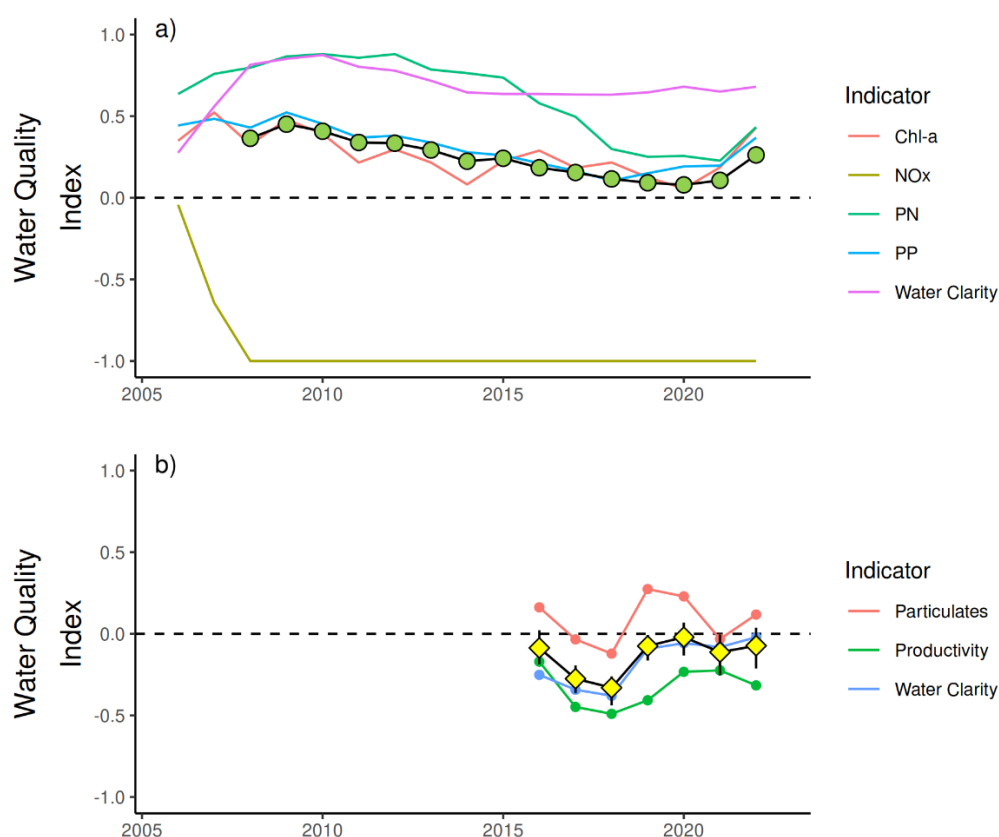 a)
Water Quality
Index
1.0
0.5
0.0
-0.5
-1.0
2005
2010
2015
2020
Indicator
Chl-a
NOx
PN
PP
Water Clarity
b)
Water Quality
Index
1.0
0.5
0.0
-0.5
-1.0
2005
2010
2015
2020
Indicator
Particulates
Productivity
Water Clarity